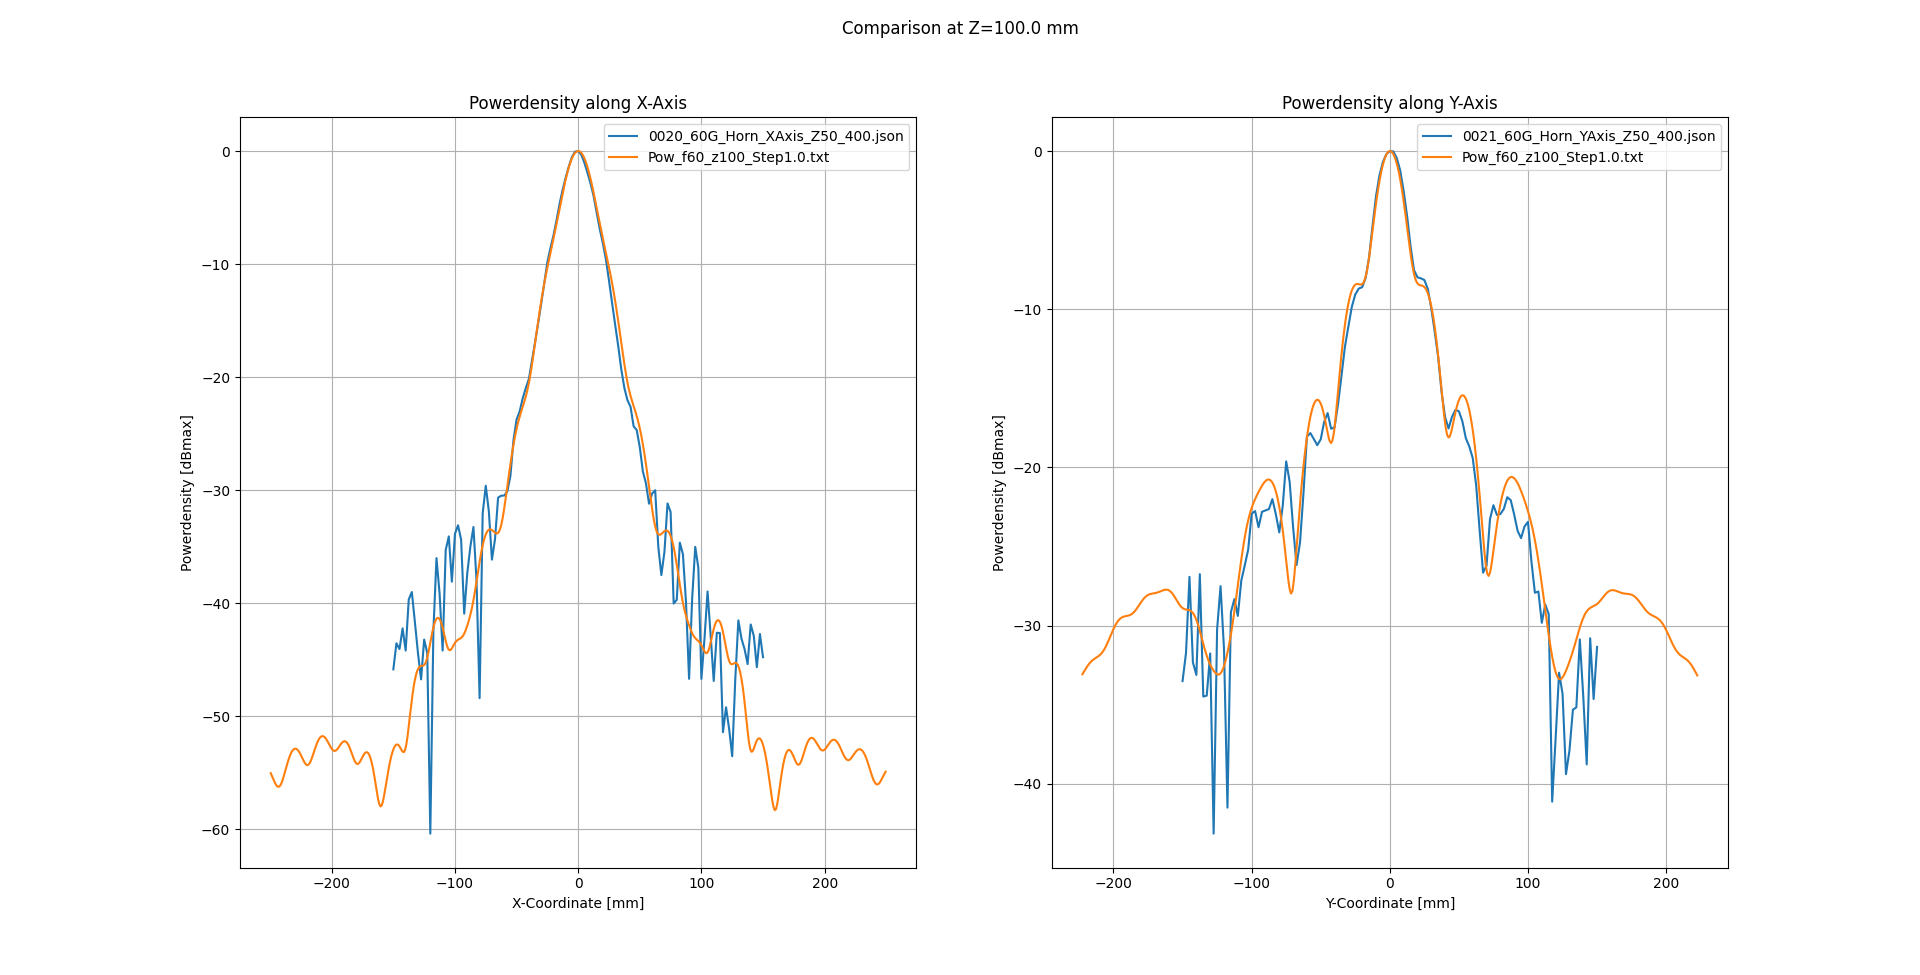 Comparison at Z=100.0 mm
Powerdensity along X-Axis
0020_60G_Horn_XAxis_Z50_400.json
Pow_f60_z100_Step1.0.txt
0
−10
−20
−30
−40
−50
−60
Powerdensity [dBmax]
−200
−100
0
100
200
X-Coordinate [mm]
Powerdensity along Y-Axis
0021_60G_Horn_YAxis_Z50_400.json
Pow_f60_z100_Step1.0.txt
0
−10
−20
−30
−40
Powerdensity [dBmax]
−200
−100
0
100
200
Y-Coordinate [mm]